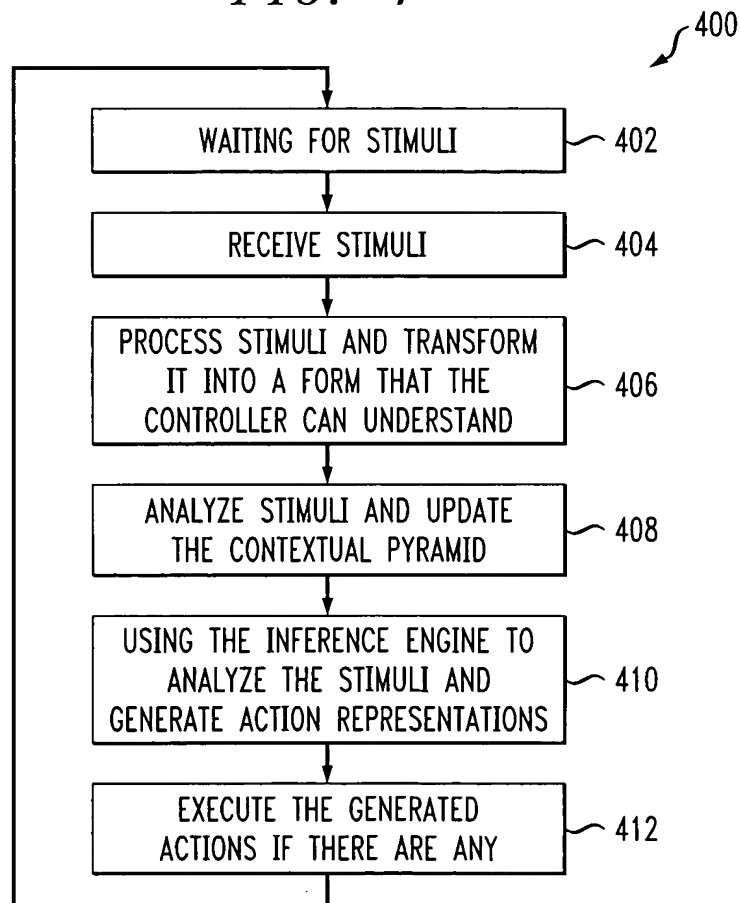 400
WAITING FOR STIMULI
402
RECEIVE STIMULI
404
PROCESS STIMULI AND TRANSFORM
IT INTO A FORM THAT THE
CONTROLLER CAN UNDERSTAND
406
ANALYZE STIMULI AND UPDATE
THE CONTEXTUAL PYRAMID
408
USING THE INFERENCE ENGINE TO
ANALYZE THE STIMULI AND
GENERATE ACTION REPRESENTATIONS
410
EXECUTE THE GENERATED
ACTIONS IF THERE ARE ANY
412